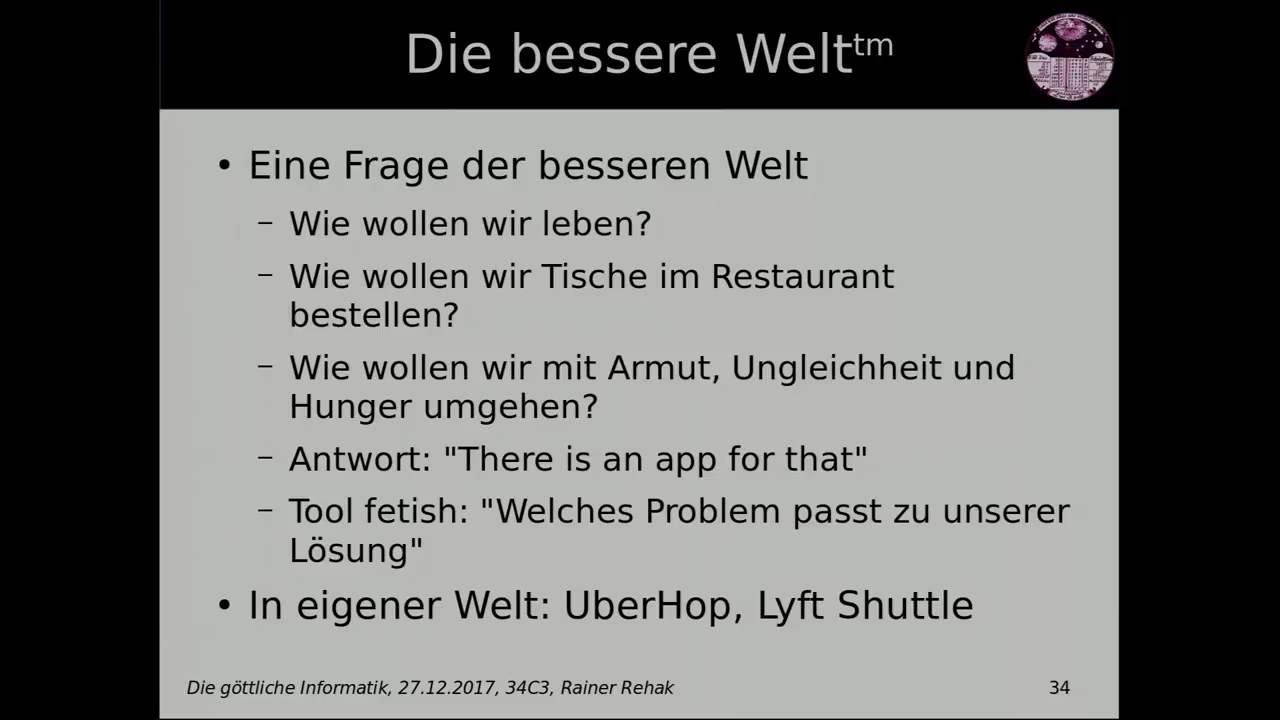 Die bessere Weltᵗᵐ
• Eine Frage der besseren Welt
– Wie wollen wir leben?
– Wie wollen wir Tische im Restaurant
bestellen?
– Wie wollen wir mit Armut, Ungleichheit und
Hunger umgehen?
– Antwort: "There is an app for that"
– Tool fetish: "Welches Problem passt zu unserer
Lösung"
• In eigener Welt: UberHop, Lyft Shuttle
Die göttliche Informatik, 27.12.2017, 34C3, Rainer Rehak
34